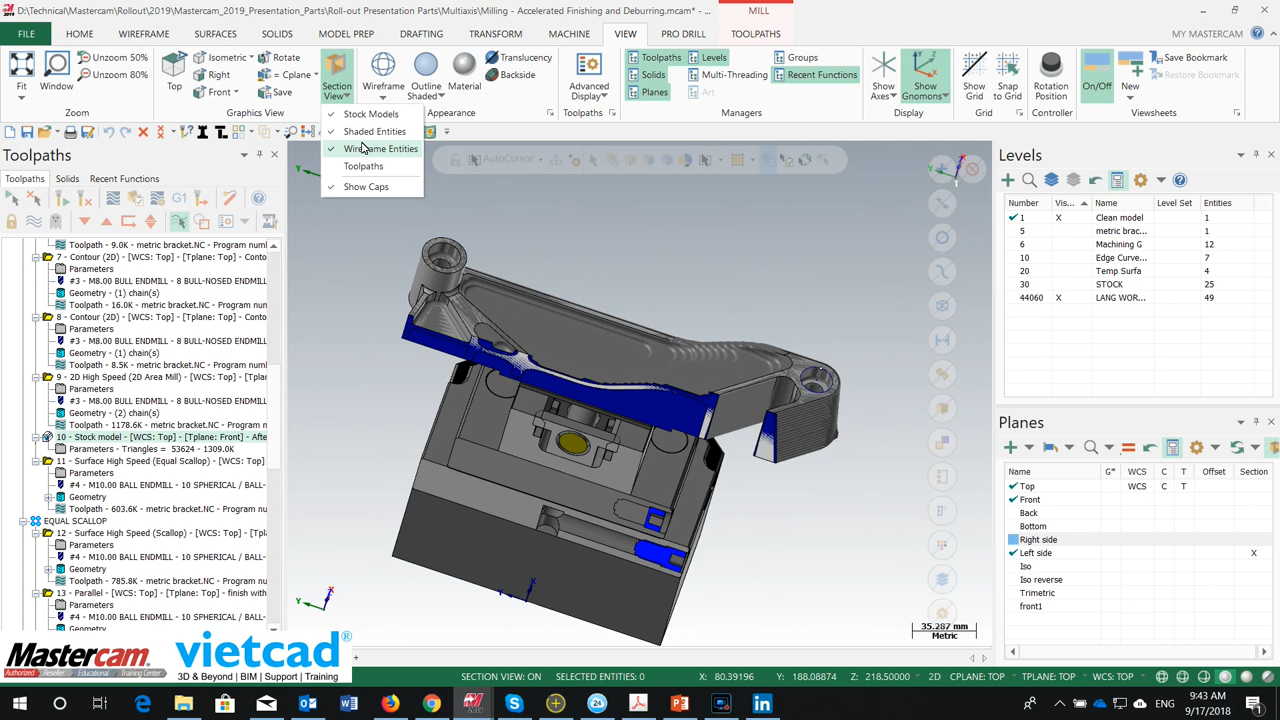 D:\Technical\Mastercam\Rollout\2019\Mastercam_2019_Presentation_Parts\Roll-out Presentation Parts\Multiaxis\Milling - Accelerated Finishing and Deburring.mcam* - ...
MILL
FILE HOME WIREFRAME SURFACES SOLIDS MODEL PREP DRAFTING TRANSFORM MACHINE VIEW PRO DRILL TOOLPATHS MY MASTERCAM
Fit Window Unzoom 50% Unzoom 80%
Zoom
Top Isometric Right Front Rotate = Cplane Save
Graphics View
Section View
Wireframe Outline Shaded Material Translucency Backside
Appearance
Advanced Display
Toolpaths
Toolpaths Solids Planes Levels Multi-Threading Art Groups Recent Functions
Managers
Show Axes Show Gnomons
Display
Show Grid Snap to Grid
Grid
Rotation Position
Controller
On/Off New Save Bookmark Restore Bookmark
Viewsheets
Stock Models
Shaded Entities
Wireframe Entities
Toolpaths
Show Caps
AutoCursor
Toolpaths
Toolpaths Solids Recent Functions
G1
Toolpath - 9.0K - metric bracket.NC - Program num
7 - Contour (2D) - [WCS: Top] - [Tplane: Top] - Conto
Parameters
#3 - M8.00 BULL ENDMILL - 8 BULL-NOSED ENDMILL
Geometry - (1) chain(s)
Toolpath - 16.0K - metric bracket.NC - Program nu
8 - Contour (2D) - [WCS: Top] - [Tplane: Top] - Conto
Parameters
#3 - M8.00 BULL ENDMILL - 8 BULL-NOSED ENDMILL
Geometry - (1) chain(s)
Toolpath - 8.5K - metric bracket.NC - Program num
9 - 2D High Speed (2D Area Mill) - [WCS: Top] - [Tpl
Parameters
#3 - M8.00 BULL ENDMILL - 8 BULL-NOSED ENDMILL
Geometry - (2) chain(s)
Toolpath - 1178.6K - metric bracket.NC - Program
10 - Stock model - [WCS: Top] - [Tplane: Front] - Afte
Parameters - Triangles = 53624 - 1309.0K
11 - Surface High Speed (Equal Scallop) - [WCS: Top]
#4 - M10.00 BALL ENDMILL - 10 SPHERICAL / BALL-
Geometry
Toolpath - 603.6K - metric bracket.NC - Program n
EQUAL SCALLOP
12 - Surface High Speed (Scallop) - [WCS: Top] - [Tpl
Parameters
#4 - M10.00 BALL ENDMILL - 10 SPHERICAL / BALL-
Geometry
Toolpath - 785.8K - metric bracket.NC - Program n
13 - Parallel - [WCS: Top] - [Tplane: Top] - finish with
Parameters
#4 - M10.00 BALL ENDMILL - 10 SPHERICAL / BALL-
Geometry
Levels
Number Vis... Name Level Set Entities
1 X Clean model 1
5 metric brac... 1
6 Machining G 12
10 Edge Curve... 7
20 Temp Surfa 4
30 STOCK 25
44060 X LANG WOR... 49
Planes
Name G* WCS C T Offset Section
Top WCS C T
Front
Back
Bottom
Right side
Left side X
Iso
Iso reverse
Trimetric
front1
35.287 mm
Metric
Mastercam®
Authorized Reseller Educational Training Center
vietcad®
3D & Beyond | BIM | Support | Training
SECTION VIEW: ON SELECTED ENTITIES: 0 X: 80.39196 Y: 188.08874 Z: 218.50000 2D CPLANE: TOP TPLANE: TOP WCS: TOP
9:43 AM
9/17/2018